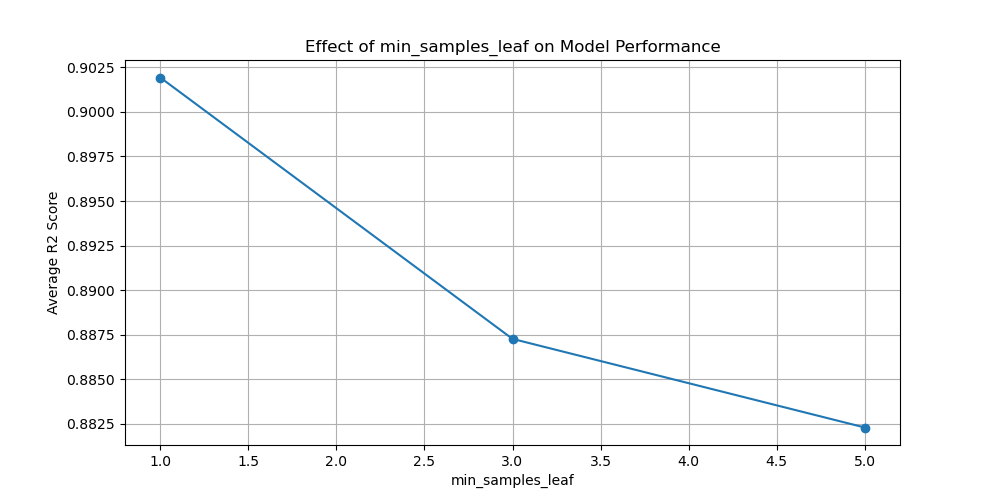 Effect of min_samples_leaf on Model Performance
Average R2 Score
0.9025
0.9000
0.8975
0.8950
0.8925
0.8900
0.8875
0.8850
0.8825
1.0 1.5 2.0 2.5 3.0 3.5 4.0 4.5 5.0
min_samples_leaf